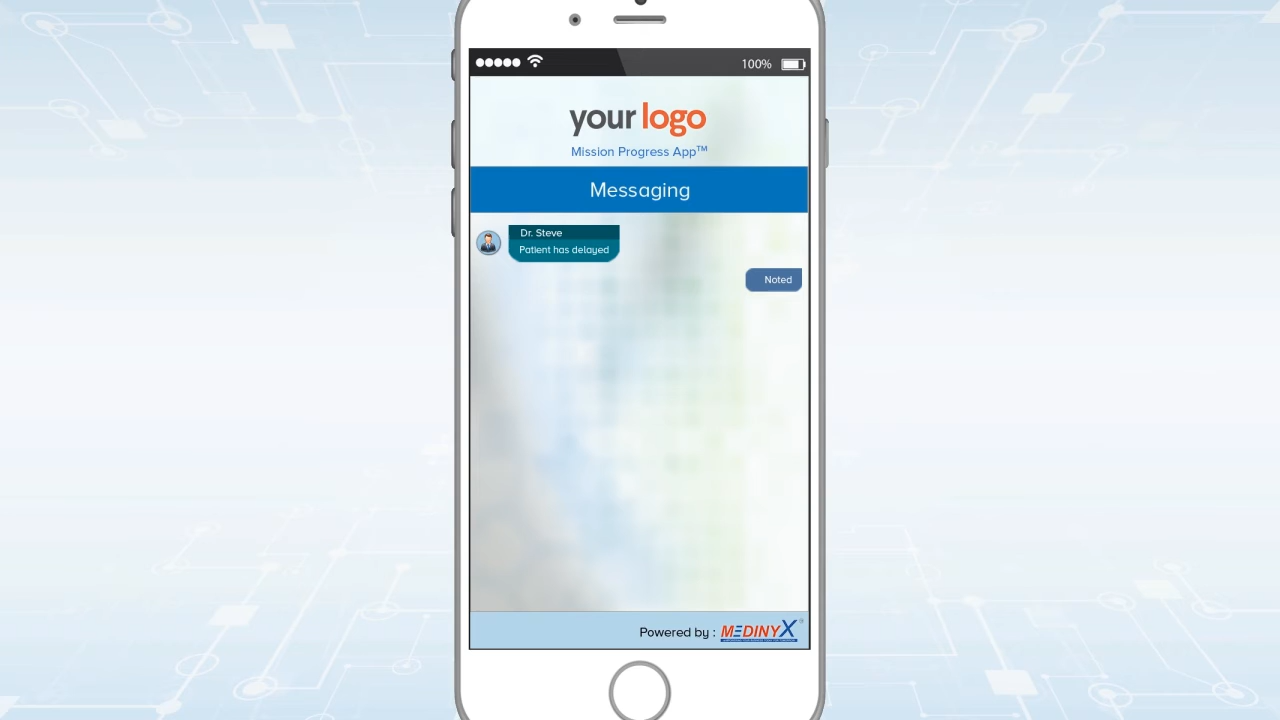 100%
your logo
Mission Progress App™
Messaging
Dr. Steve
Patient has delayed
Noted
Powered by : MEDINYX®